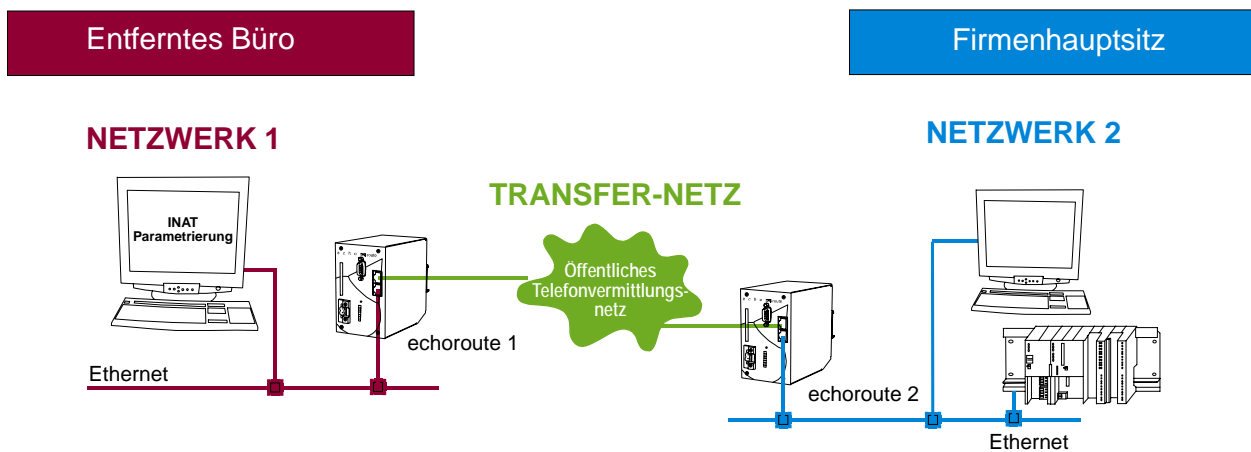 Entferntes Büro
Firmenhauptsitz
NETZWERK 1
NETZWERK 2
TRANSFER-NETZ
INAT
Parametrierung
Öffentliches
Telefonvermittlungs-
netz
echoroute 1
echoroute 2
Ethernet
Ethernet